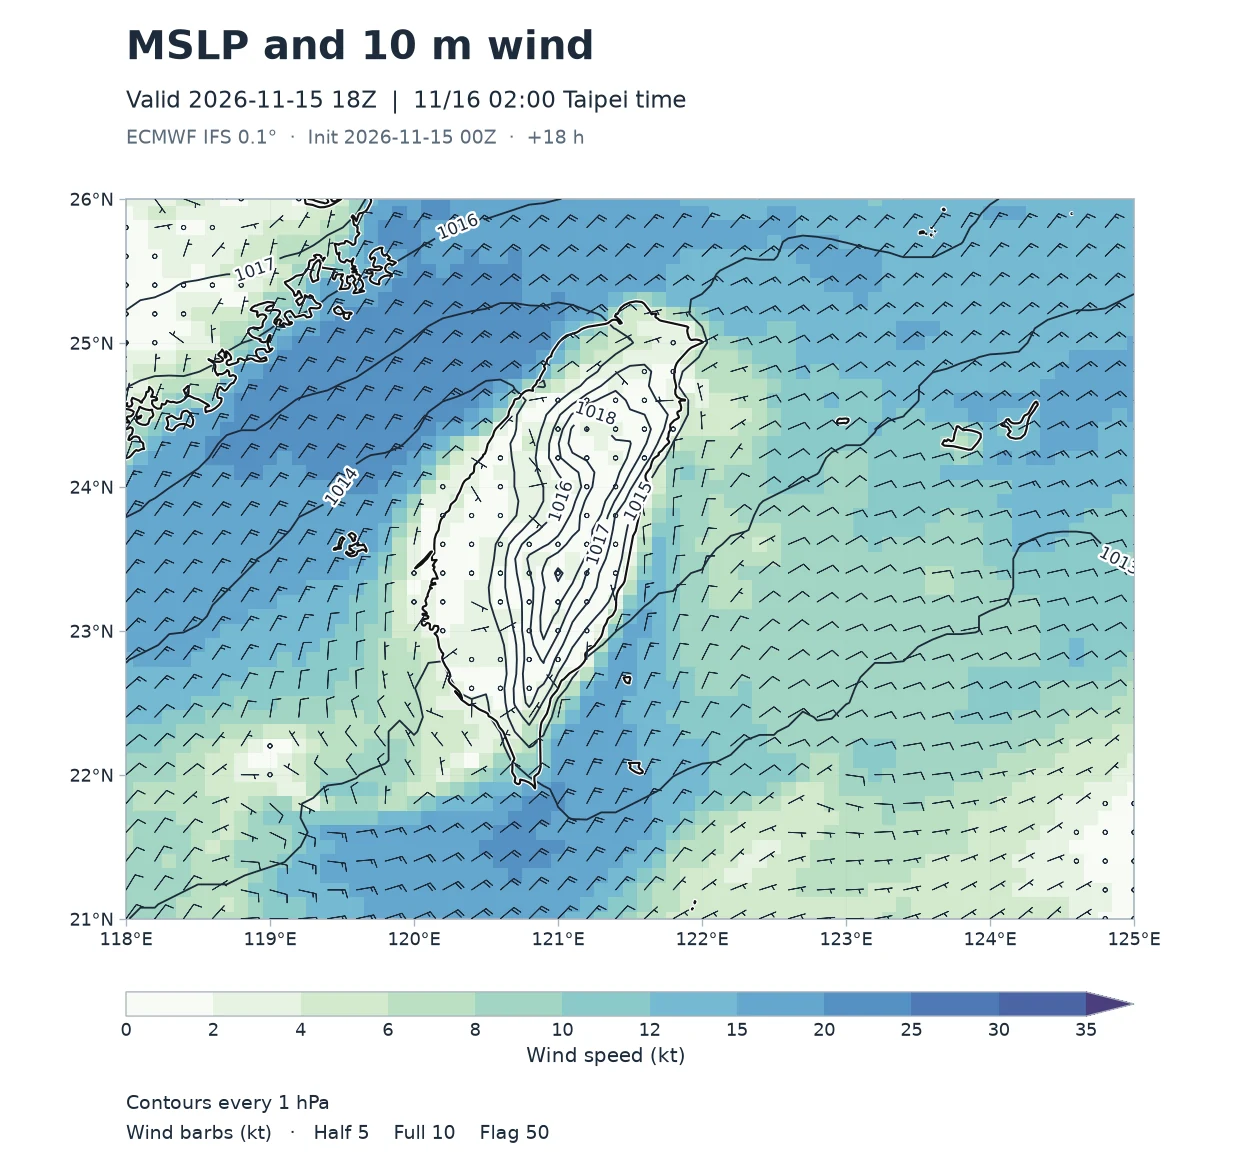 MSLP and 10 m wind
Valid 2026-11-15 18Z | 11/16 02:00 Taipei time
ECMWF IFS 0.1° · Init 2026-11-15 00Z · +18 h
26°N
25°N
24°N
23°N
22°N
21°N
1016
1017
1018
1014
1016
1015
1017
1013
118°E 119°E 120°E 121°E 122°E 123°E 124°E 125°E
0 2 4 6 8 10 12 15 20 25 30 35
Wind speed (kt)
Contours every 1 hPa
Wind barbs (kt) · Half 5 Full 10 Flag 50